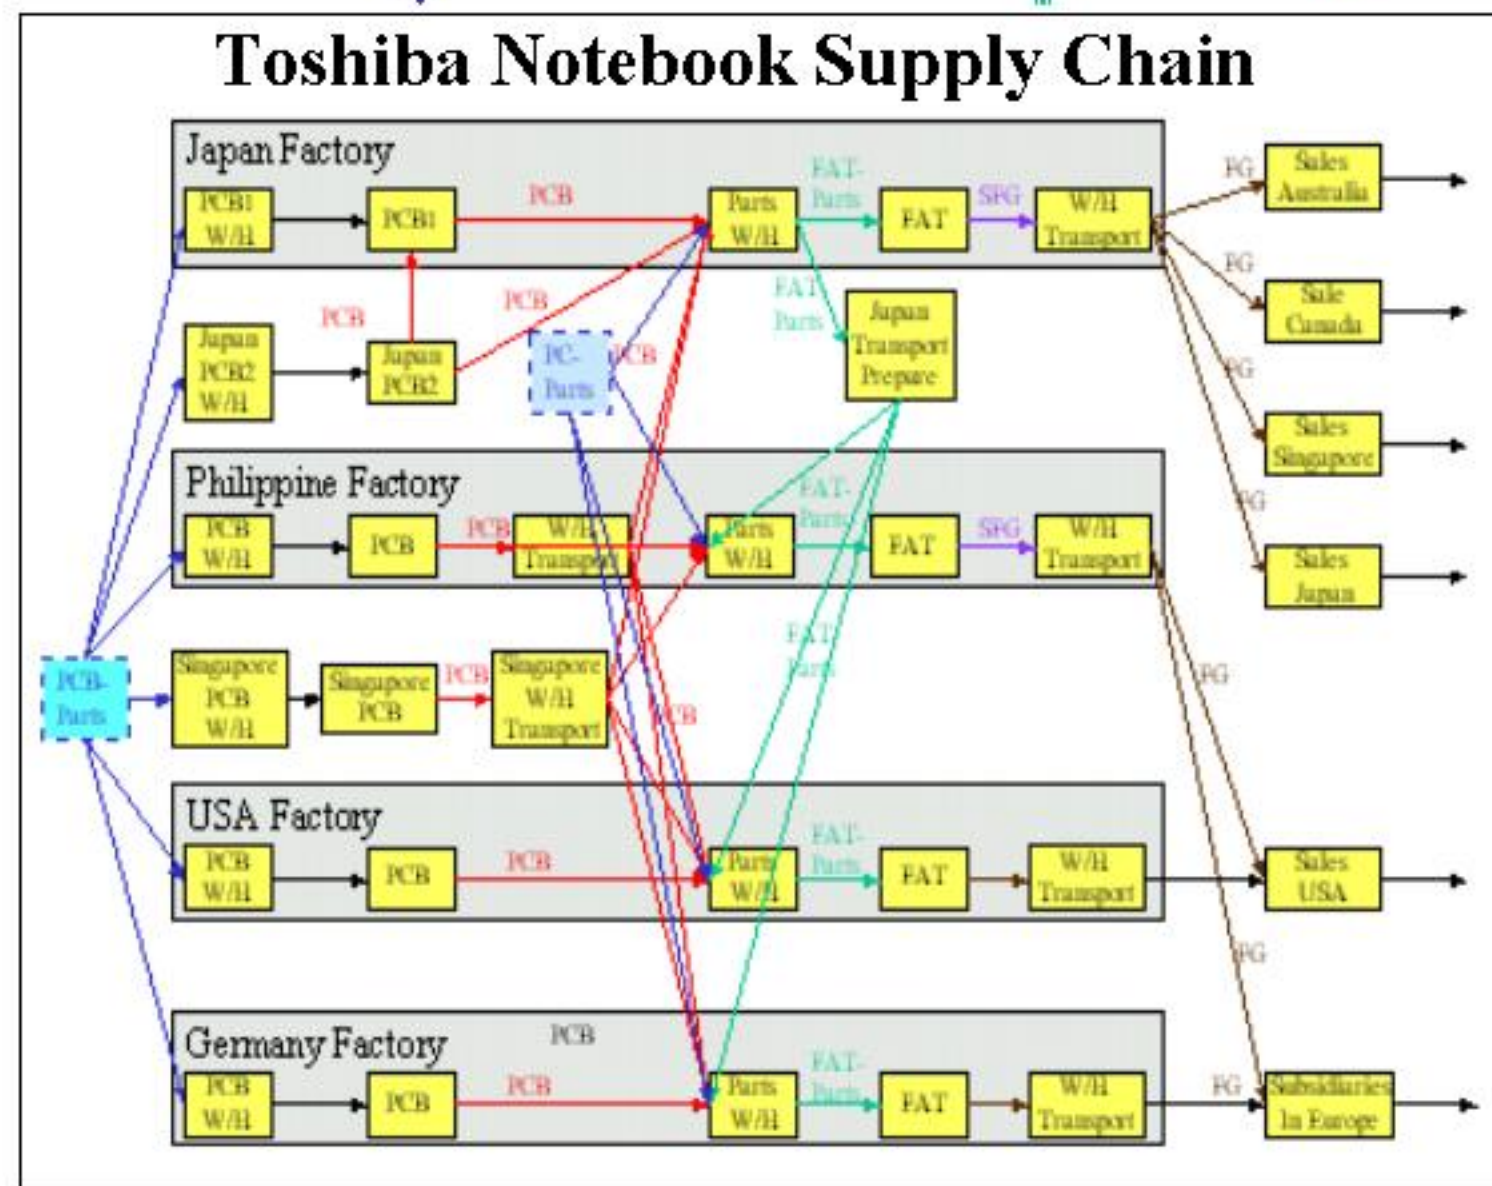 Toshiba Notebook Supply Chain
Japan Factory
PCB1
W/H
PCB1
PCB
Parts
W/H
FAT-
Parts
FAT
SFG
W/H
Transport
FG
Sales
Australia
FG
Sale
Canada
Japan
PCB2
W/H
PCB
Japan
PCB2
PCB
PC-
Parts
PCB
FAT
Parts
Japan
Transport
Prepare
FG
Sales
Singapore
FG
Sales
Japan
Philippine Factory
PCB
W/H
PCB
PCB
W/H
Transport
Parts
W/H
FAT-
Parts
FAT
SFG
W/H
Transport
PCB-
Parts
Singapore
PCB
W/H
Singapore
PCB
PCB
Singapore
W/H
Transport
PCB
FAT
Parts
FG
USA Factory
PCB
W/H
PCB
PCB
Parts
W/H
FAT-
Parts
FAT
W/H
Transport
Sales
USA
FG
Germany Factory
PCB
PCB
W/H
PCB
PCB
Parts
W/H
FAT-
Parts
FAT
W/H
Transport
FG
Subsidiaries
In Europe